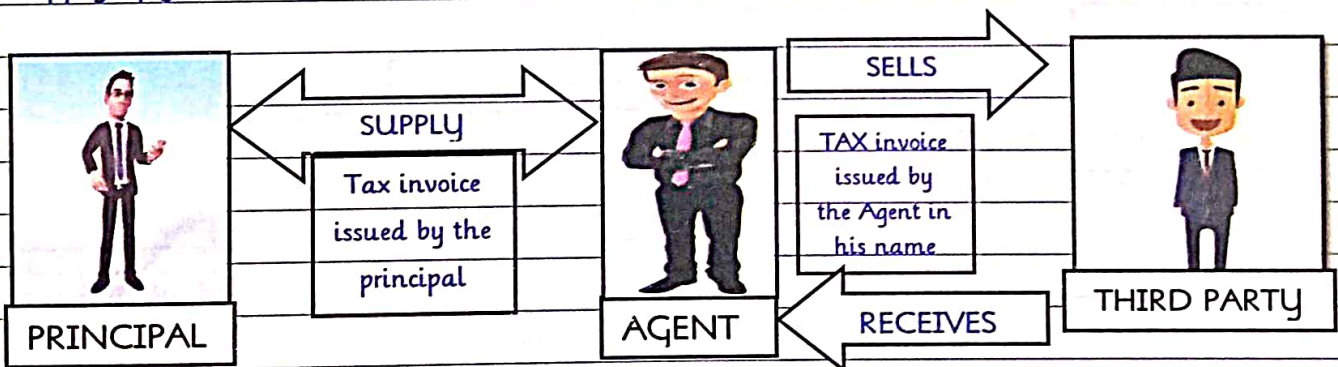 SUPPLY
Tax invoice
issued by the
principal
SELLS
TAX invoice
issued by
the Agent in
his name
RECEIVES
PRINCIPAL
AGENT
THIRD PARTY